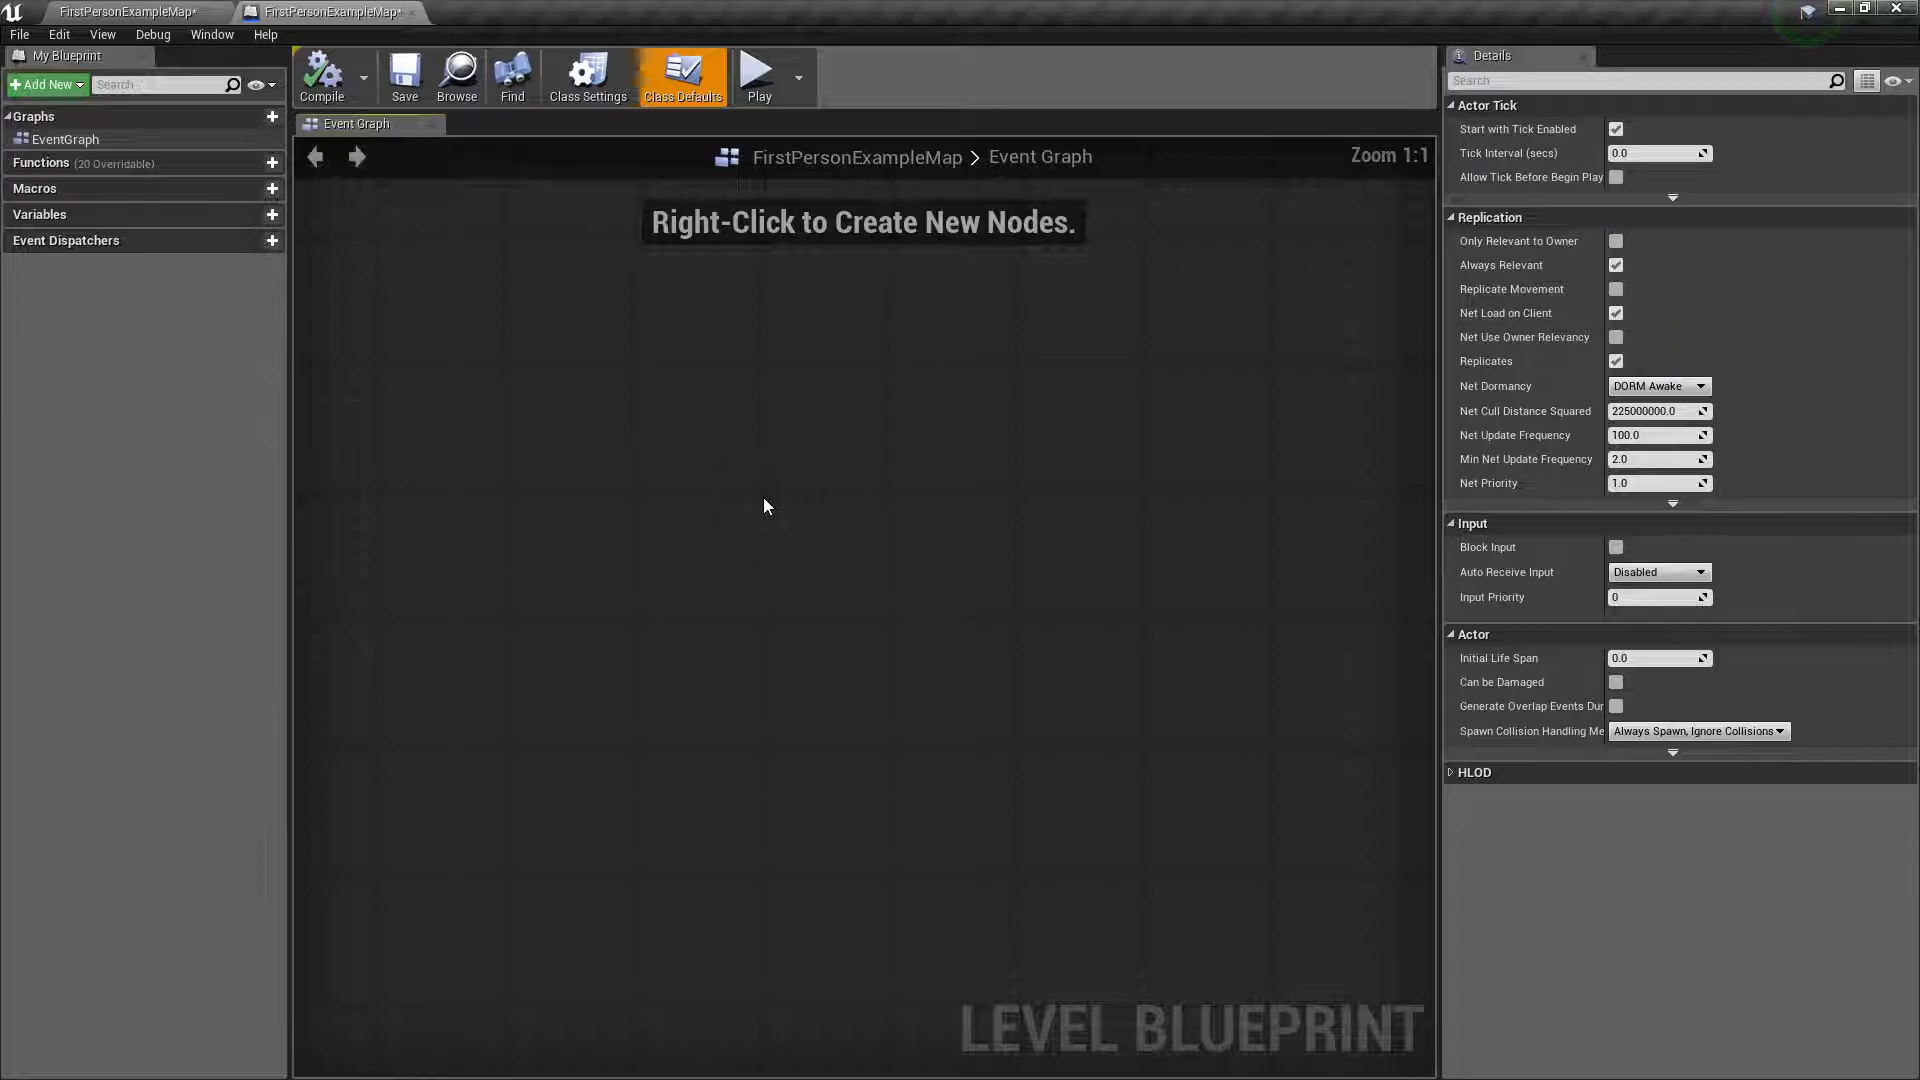 FirstPersonExampleMap*
FirstPersonExampleMap*
File Edit View Debug Window Help
My Blueprint
Add New
Search
Graphs
EventGraph
Functions (20 Overridable)
Macros
Variables
Event Dispatchers
Compile
Save
Browse
Find
Class Settings
Class Defaults
Play
Event Graph
FirstPersonExampleMap > Event Graph
Zoom 1:1
Right-Click to Create New Nodes.
LEVEL BLUEPRINT
Details
Search
Actor Tick
Start with Tick Enabled
Tick Interval (secs) 0.0
Allow Tick Before Begin Play
Replication
Only Relevant to Owner
Always Relevant
Replicate Movement
Net Load on Client
Net Use Owner Relevancy
Replicates
Net Dormancy DORM Awake
Net Cull Distance Squared 225000000.0
Net Update Frequency 100.0
Min Net Update Frequency 2.0
Net Priority 1.0
Input
Block Input
Auto Receive Input Disabled
Input Priority 0
Actor
Initial Life Span 0.0
Can be Damaged
Generate Overlap Events Dur
Spawn Collision Handling Me Always Spawn, Ignore Collisions
HLOD